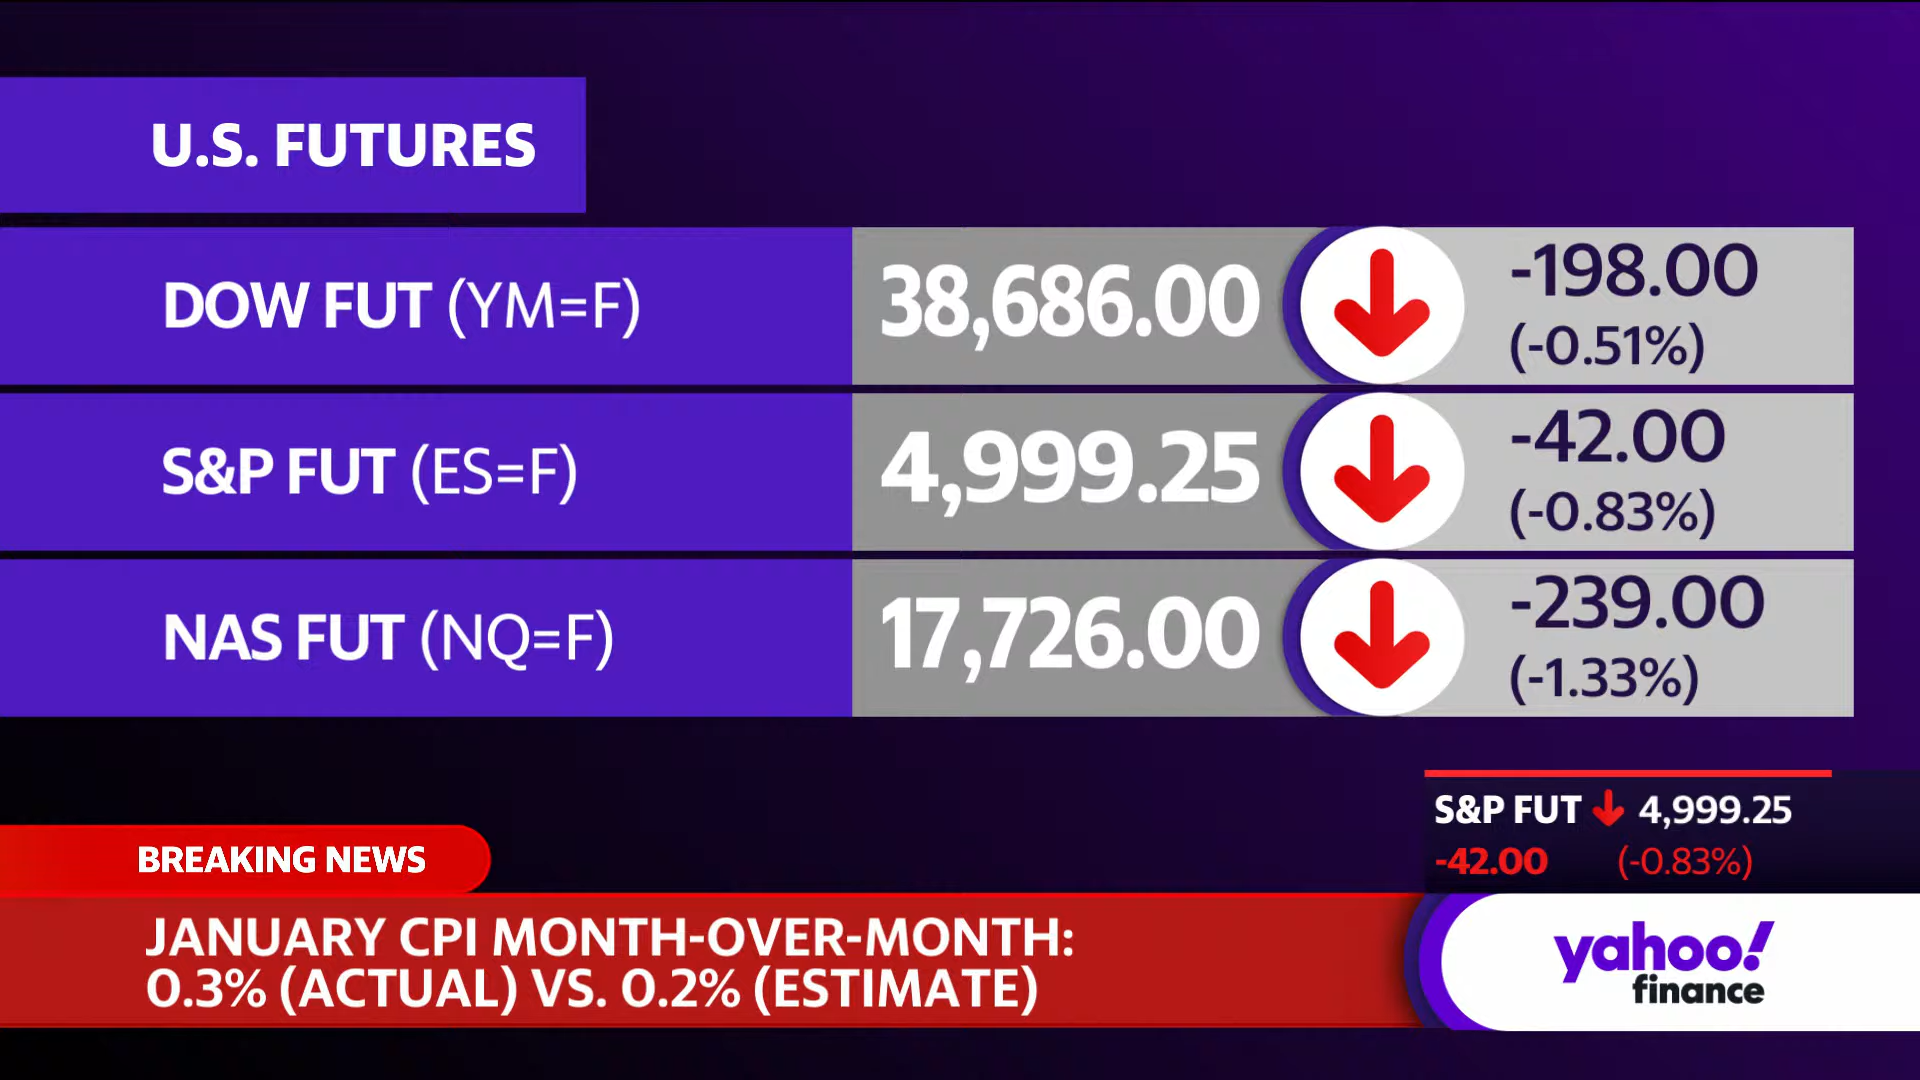 U.S. FUTURES
DOW FUT (YM=F) 38,686.00 -198.00
(-0.51%)
S&P FUT (ES=F) 4,999.25 -42.00
(-0.83%)
NAS FUT (NQ=F) 17,726.00 -239.00
(-1.33%)
S&P FUT 4,999.25
-42.00 (-0.83%)
BREAKING NEWS
JANUARY CPI MONTH-OVER-MONTH:
0.3% (ACTUAL) VS. 0.2% (ESTIMATE)
yahoo!
finance